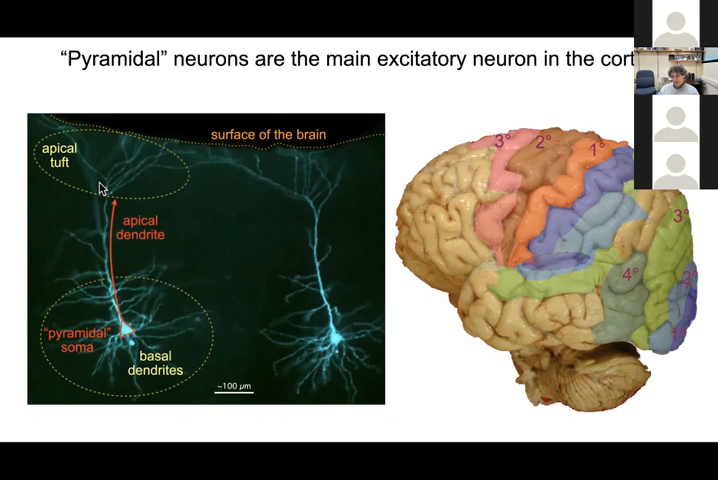 “Pyramidal” neurons are the main excitatory neuron in the
surface of the brain
apical
tuft
apical
dendrite
“pyramidal”
soma
basal
dendrites
~100 µm
3°
2°
1°
3°
4°
2°
1°